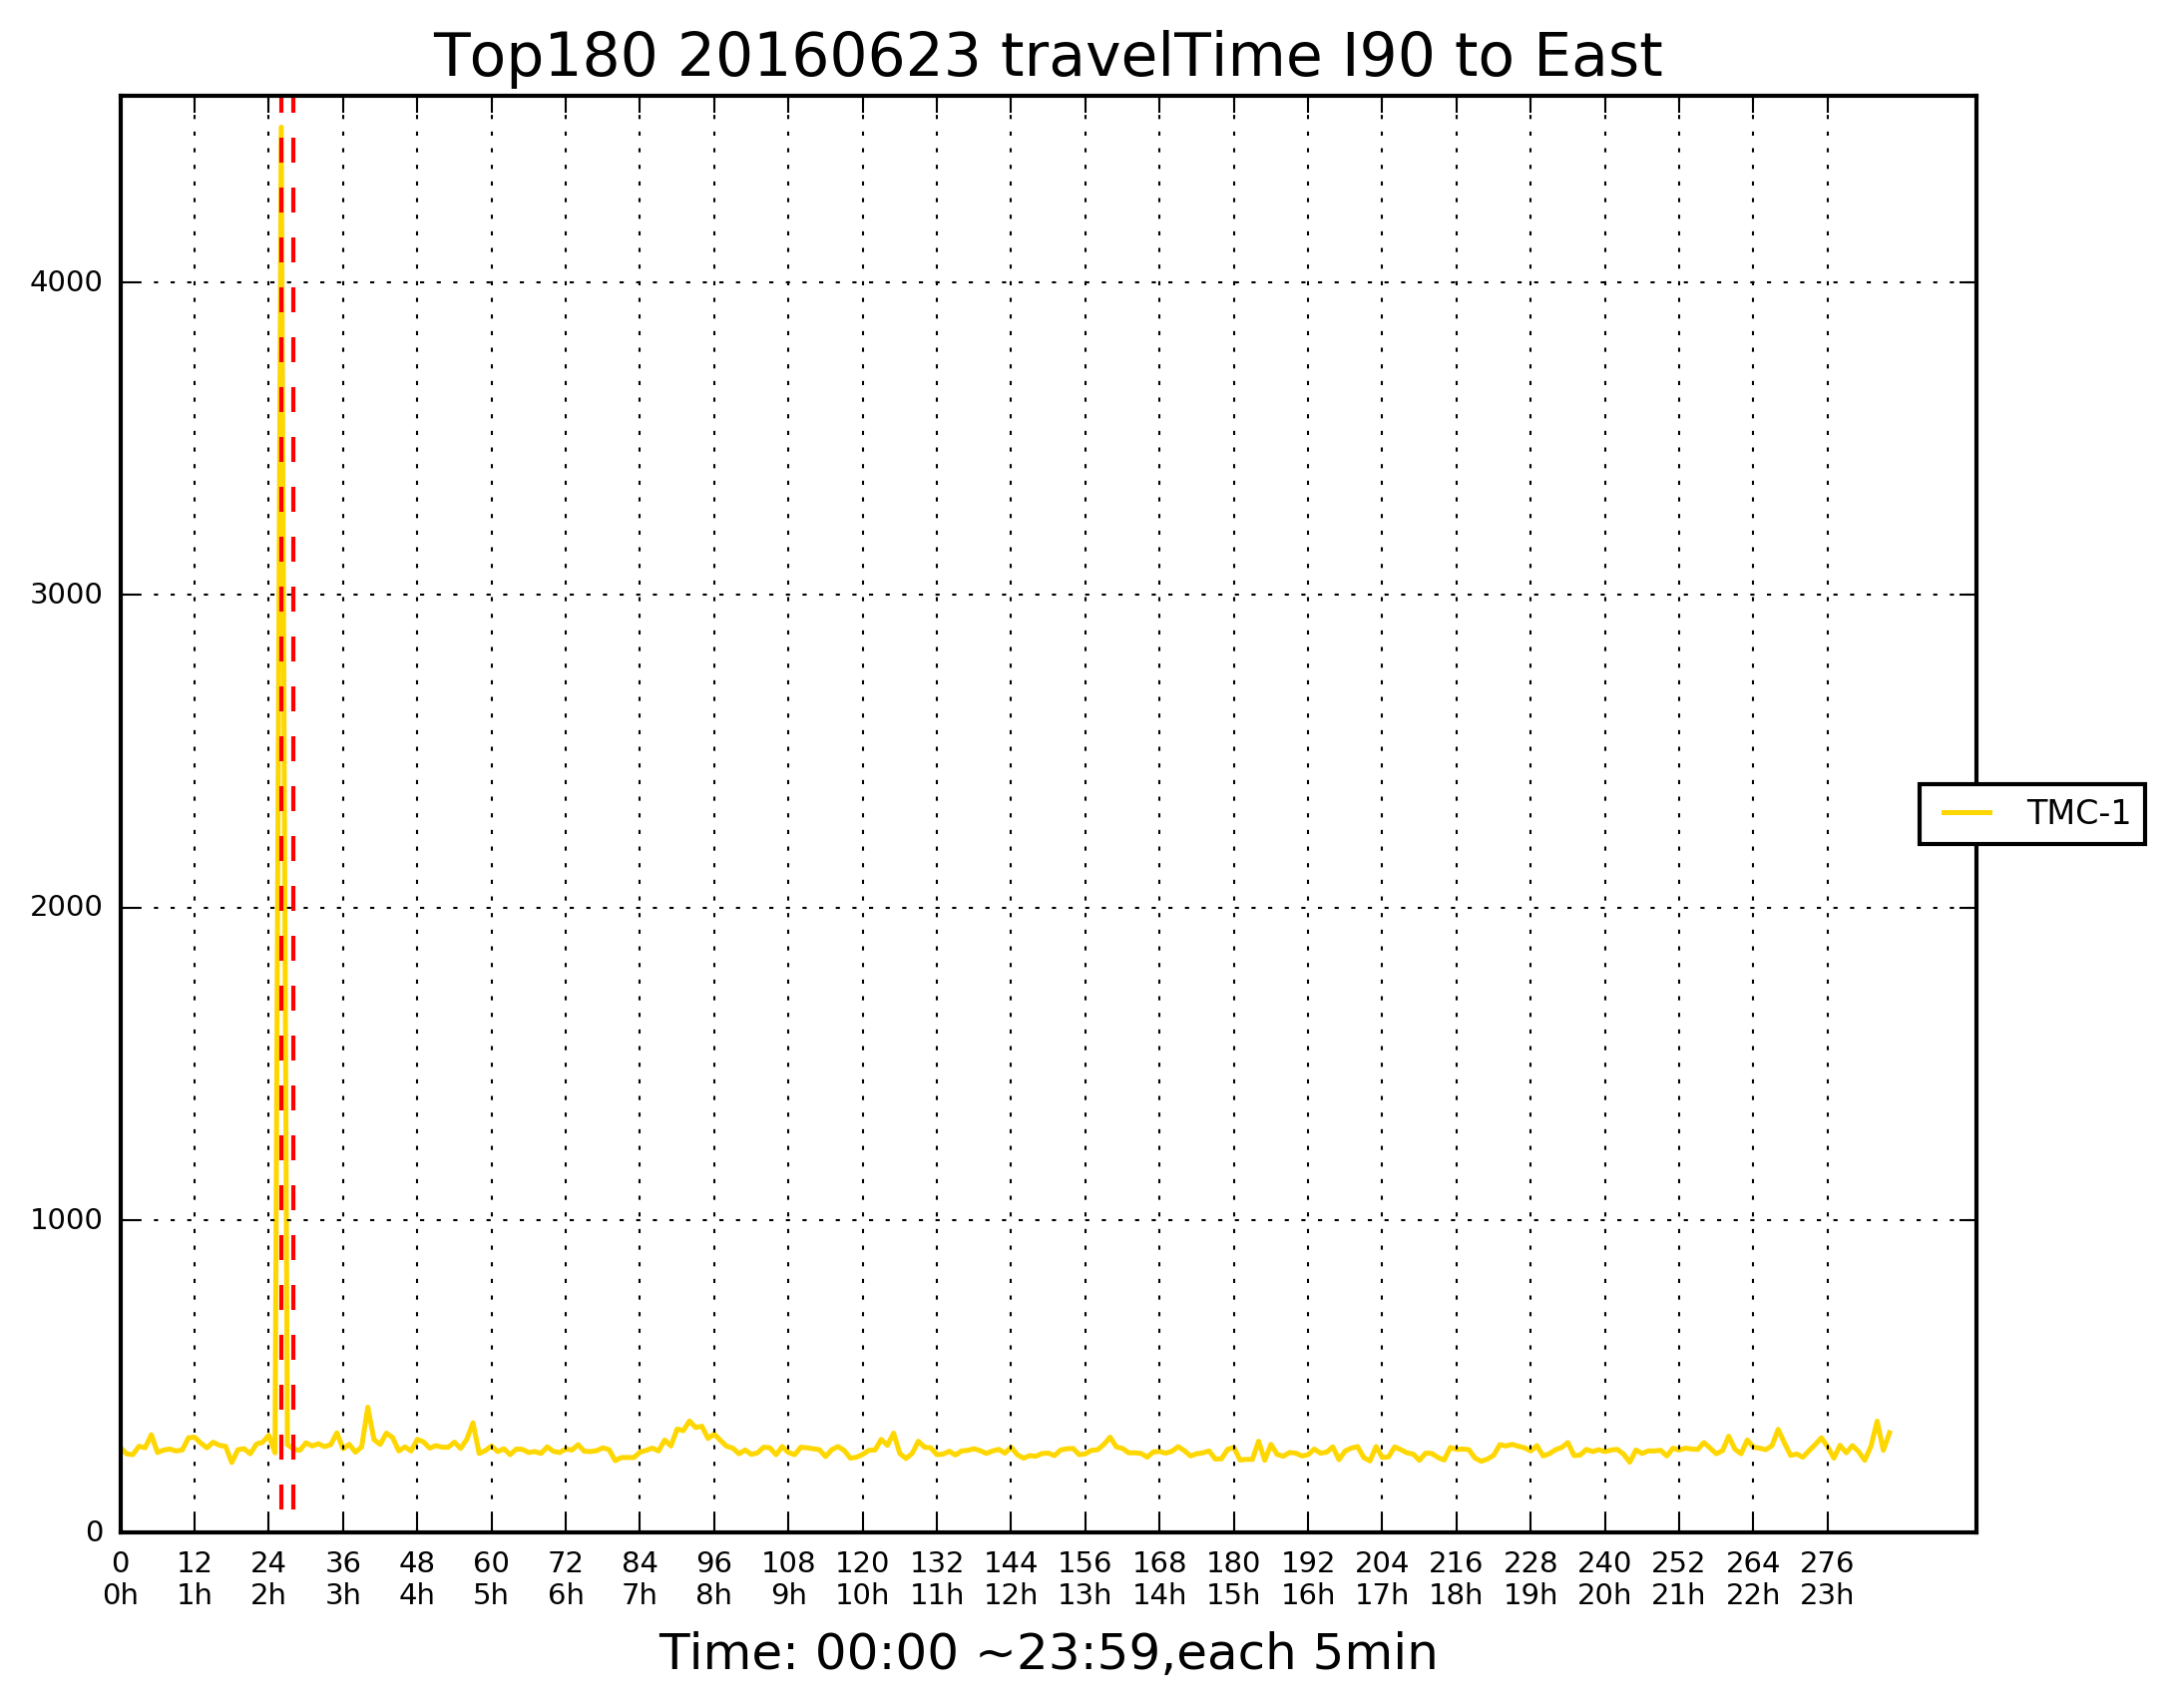 Top180 20160623 travelTime I90 to East
4000
3000
2000
1000
0
TMC-1
0 12 24 36 48 60 72 84 96 108 120 132 144 156 168 180 192 204 216 228 240 252 264 276
0h 1h 2h 3h 4h 5h 6h 7h 8h 9h 10h 11h 12h 13h 14h 15h 16h 17h 18h 19h 20h 21h 22h 23h
Time: 00:00 ~23:59,each 5min